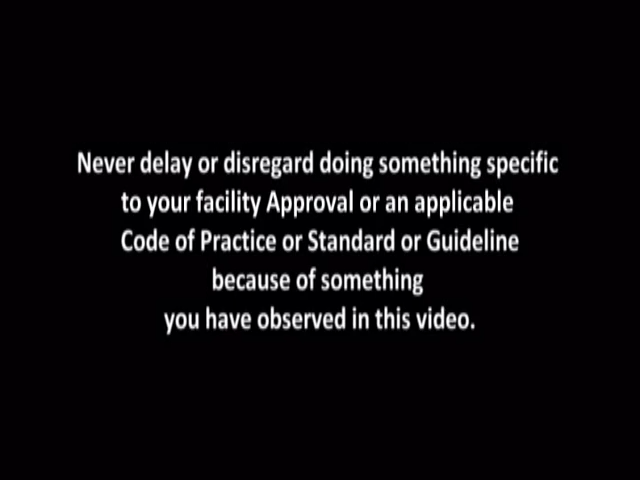 Never delay or disregard doing something specific
to your facility Approval or an applicable
Code of Practice or Standard or Guideline
because of something
you have observed in this video.